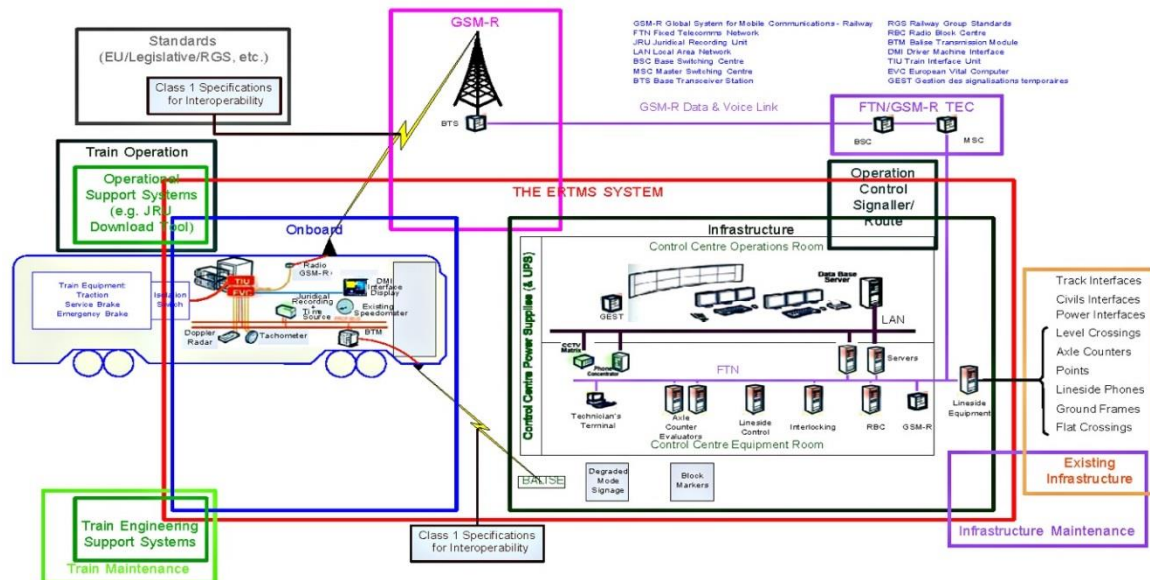 GSM-R
GSM-R Global System for Mobile Communications - Railway
FTN Fixed Telecomms Network
JRU Juridical Recording Unit
LAN Local Area Network
BSC Base Switching Centre
MSC Master Switching Centre
BTS Base Transceiver Station
RGS Railway Group Standards
RBC Radio Block Centre
BTM Balise Transmission Module
DMI Driver Machine Interface
TIU Train Interface Unit
EVC European Vital Computer
GEST Gestion des signalisations temporaires
Standards
(EU/Legislative/RGS, etc.)
Class 1 Specifications
for Interoperability
BTS
GSM-R Data & Voice Link
FTN/GSM-R TEC
BSC
MSC
Train Operation
Operational
Support Systems
(e.g. JRU
Download Tool)
THE ERTMS SYSTEM
Operation
Control
Signaller/
Route
Onboard
Infrastructure
Control Centre Operations Room
Train Equipment
Traction
Service Brake
Emergency Brake
Isolation
Switch
TIU
EVC
Radio
GSM-R
DMI
Interface
Display
Juridical
Recording
+
Time
Source
Existing
Speedometer
PROFIBUS
Doppler
Radar
Tachometer
BTM
Control Centre Power Supplies (& UPS)
Data Base
Server
GEST
LAN
CCTV
Matrix
Phone
Concentrator
Servers
FTN
Technician's
Terminal
Axle
Counter
Evaluators
Lineside
Control
Interlocking
RBC
GSM-R
Lineside
Equipment
Control Centre Equipment Room
Track Interfaces
Civils Interfaces
Power Interfaces
Level Crossings
Axle Counters
Points
Lineside Phones
Ground Frames
Flat Crossings
Existing
Infrastructure
BALISE
Degraded
Mode
Signage
Block
Markers
Infrastructure Maintenance
Train Engineering
Support Systems
Train Maintenance
Class 1 Specifications
for Interoperability